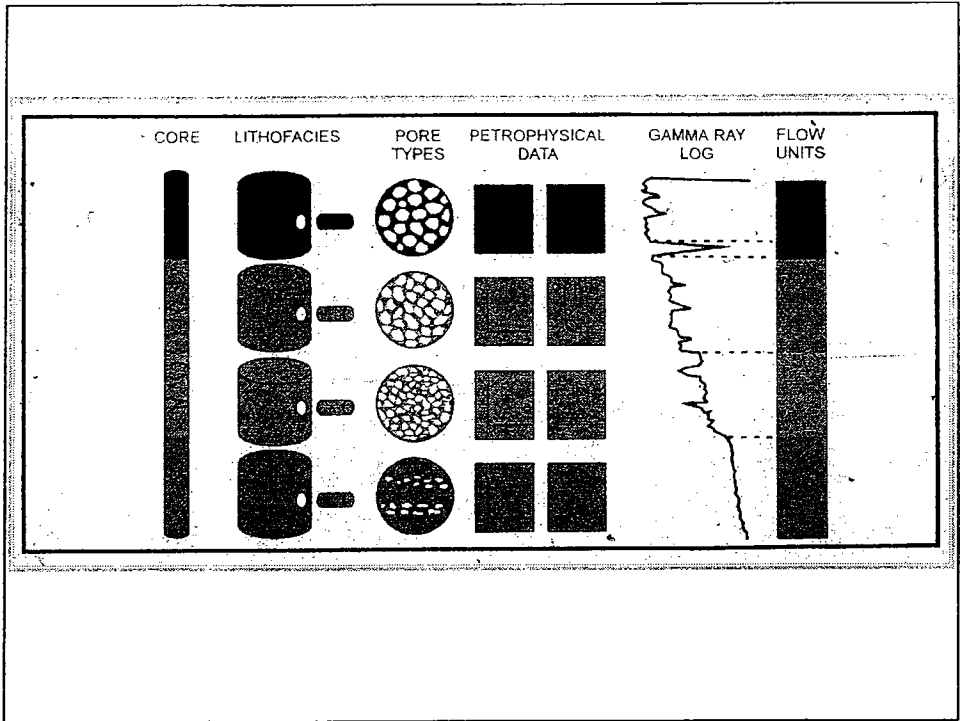 CORE
LITHOFACIES
PORE
TYPES
PETROPHYSICAL
DATA
GAMMA RAY
LOG
FLOW
UNITS